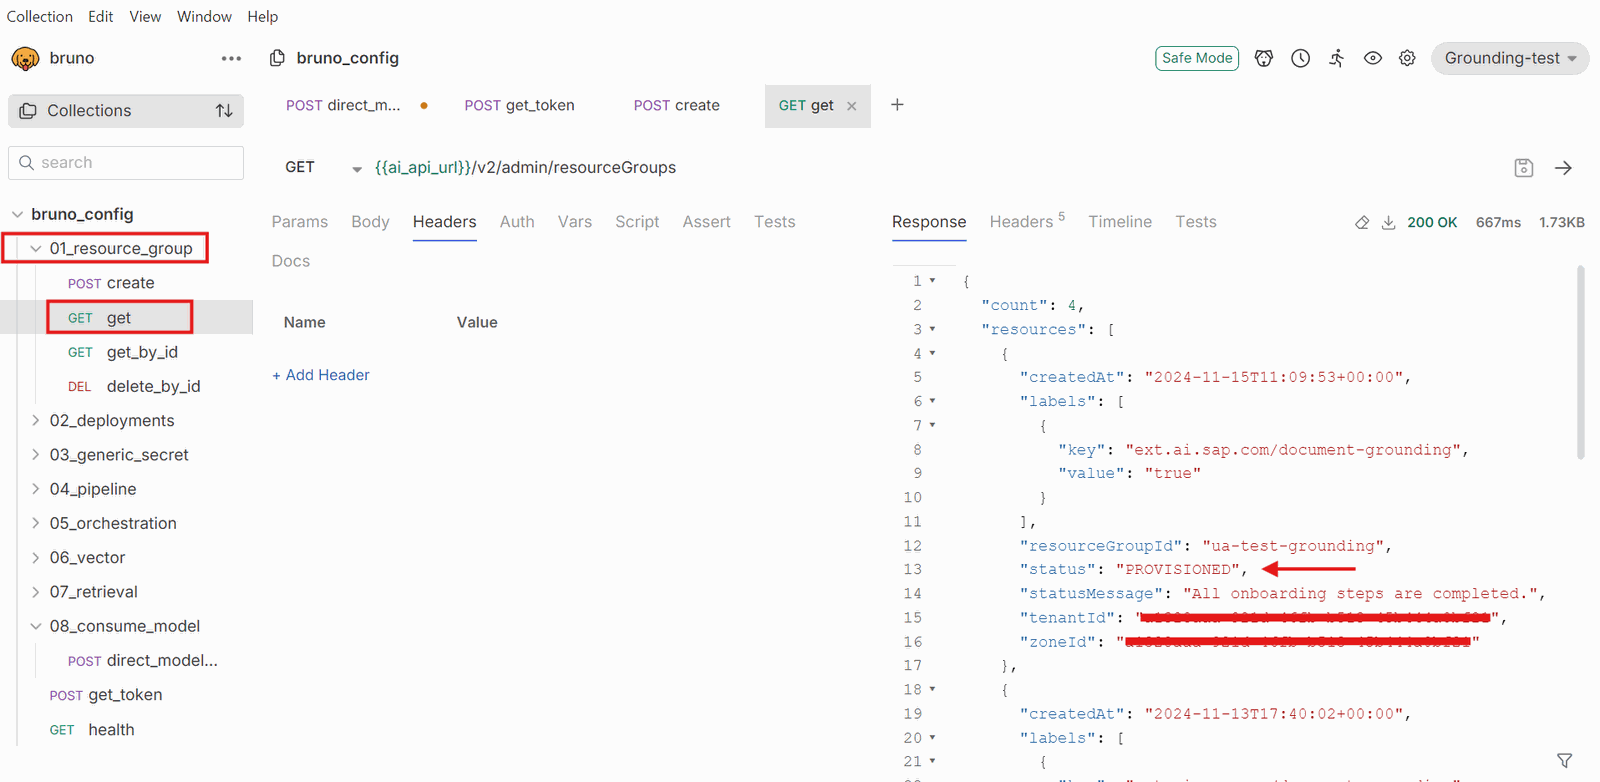 Collection Edit View Window Help
bruno
bruno_config
Safe Mode
Grounding-test
Collections
POST direct_m...
POST get_token
POST create
GET get
search
GET {{ai_api_url}}/v2/admin/resourceGroups
bruno_config
01_resource_group
POST create
GET get
GET get_by_id
DEL delete_by_id
02_deployments
03_generic_secret
04_pipeline
05_orchestration
06_vector
07_retrieval
08_consume_model
POST direct_model...
POST get_token
GET health
Params Body Headers Auth Vars Script Assert Tests
Docs
Name Value
+ Add Header
Response Headers 5 Timeline Tests
200 OK 667ms 1.73KB
1 {
2 "count": 4,
3 "resources": [
4 {
5 "createdAt": "2024-11-15T11:09:53+00:00",
6 "labels": [
7 {
8 "key": "ext.ai.sap.com/document-grounding",
9 "value": "true"
10 }
11 ],
12 "resourceGroupId": "ua-test-grounding",
13 "status": "PROVISIONED",
14 "statusMessage": "All onboarding steps are completed.",
15 "tenantId": "",
16 "zoneId": ""
17 },
18 {
19 "createdAt": "2024-11-13T17:40:02+00:00",
20 "labels": [
21 {